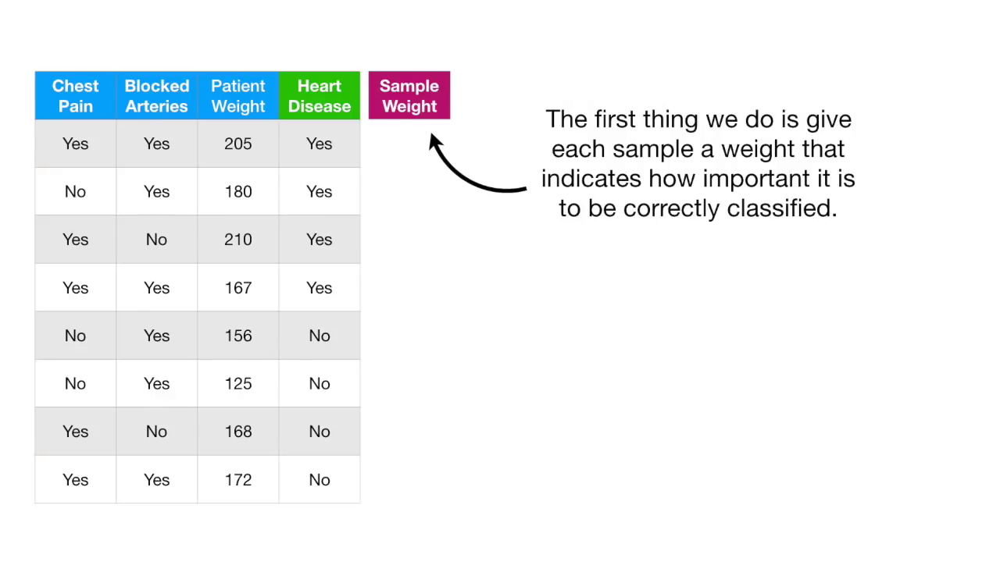 Chest Pain Blocked Arteries Patient Weight Heart Disease Sample Weight
Yes Yes 205 Yes
No Yes 180 Yes
Yes No 210 Yes
Yes Yes 167 Yes
No Yes 156 No
No Yes 125 No
Yes No 168 No
Yes Yes 172 No
The first thing we do is give
each sample a weight that
indicates how important it is
to be correctly classified.